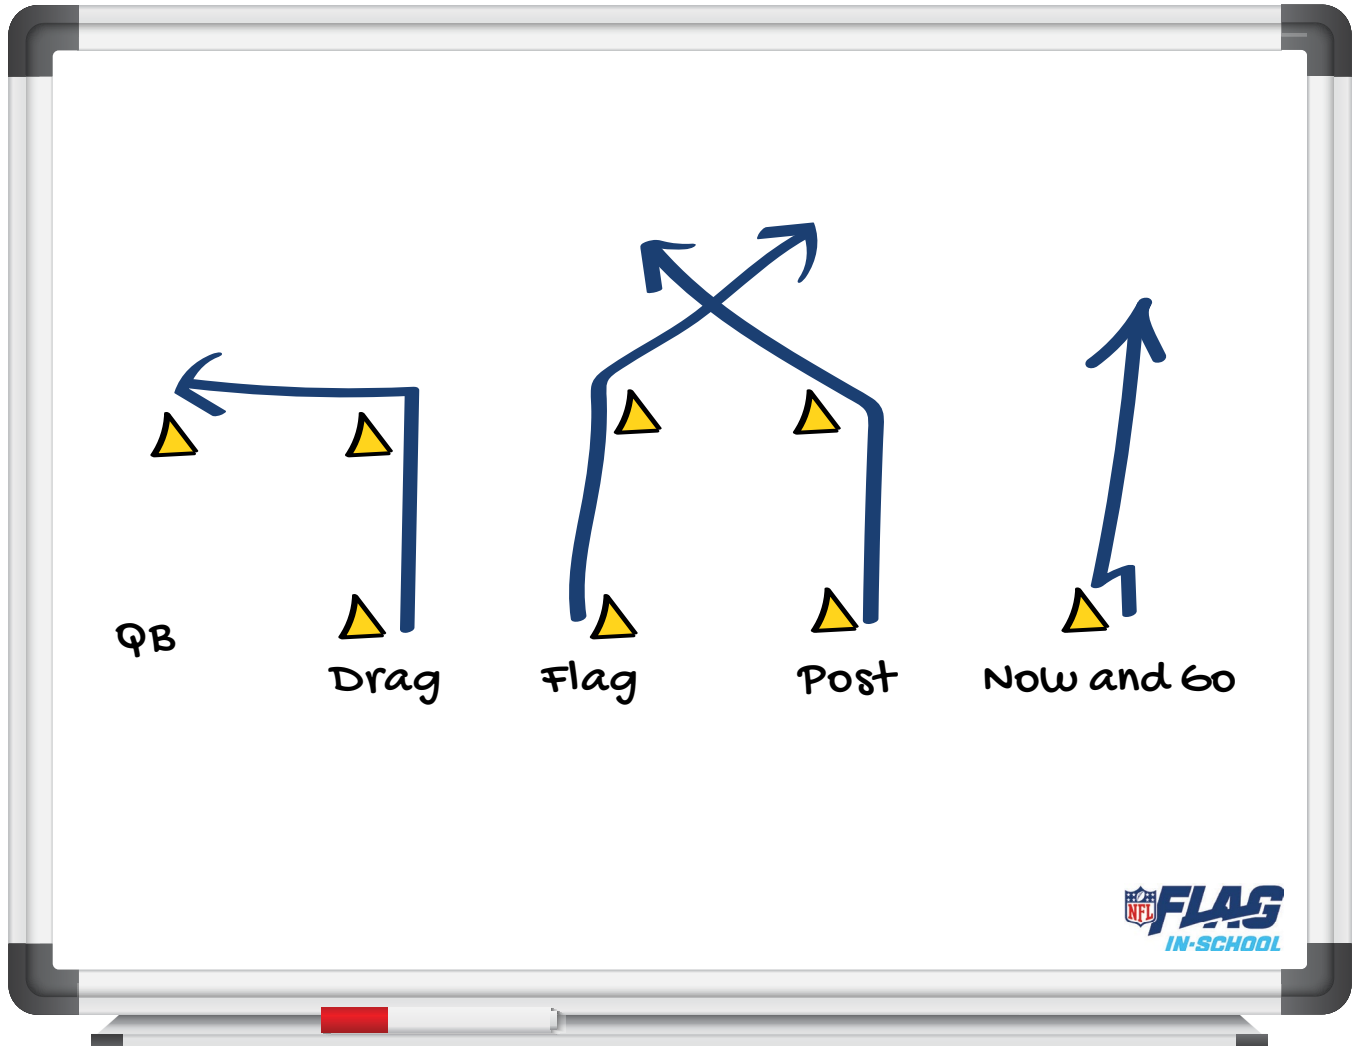 QB
Drag
Flag
Post
Now and Go
NFL
FLAG
IN-SCHOOL